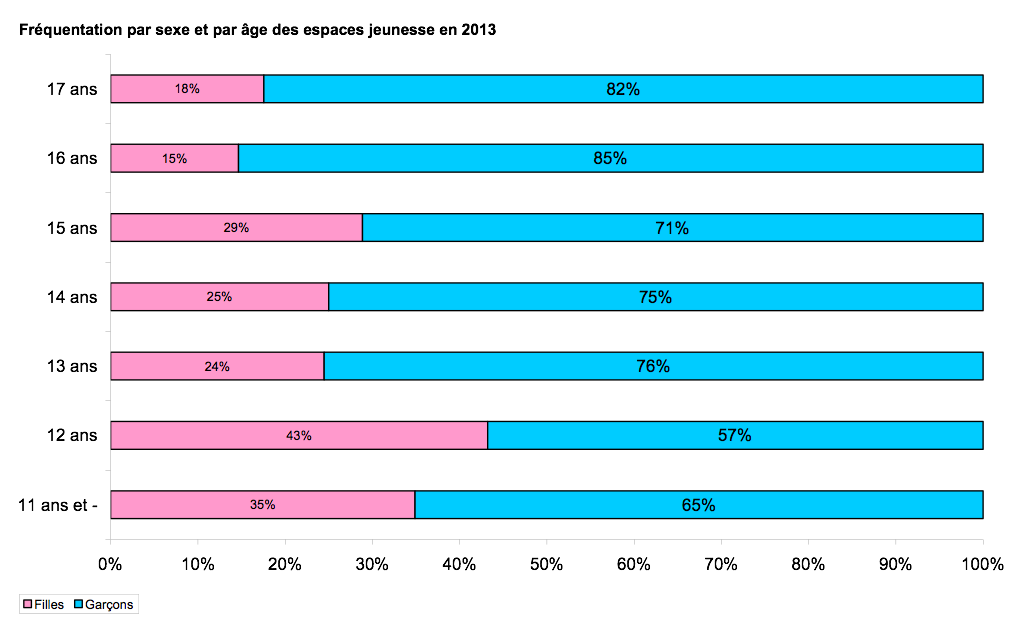 Fréquentation par sexe et par âge des espaces jeunesse en 2013
17 ans 18% 82%
16 ans 15% 85%
15 ans 29% 71%
14 ans 25% 75%
13 ans 24% 76%
12 ans 43% 57%
11 ans et - 35% 65%
0% 10% 20% 30% 40% 50% 60% 70% 80% 90% 100%
Filles Garçons